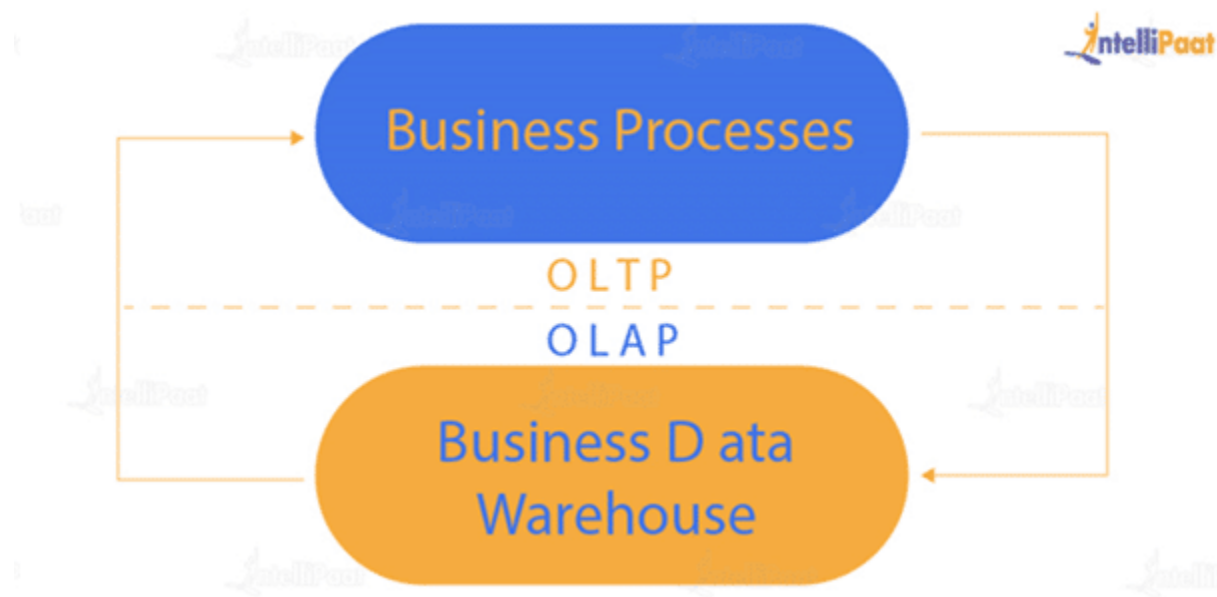 IntelliPaat
Business Processes
OLTP
OLAP
Business D ata
Warehouse